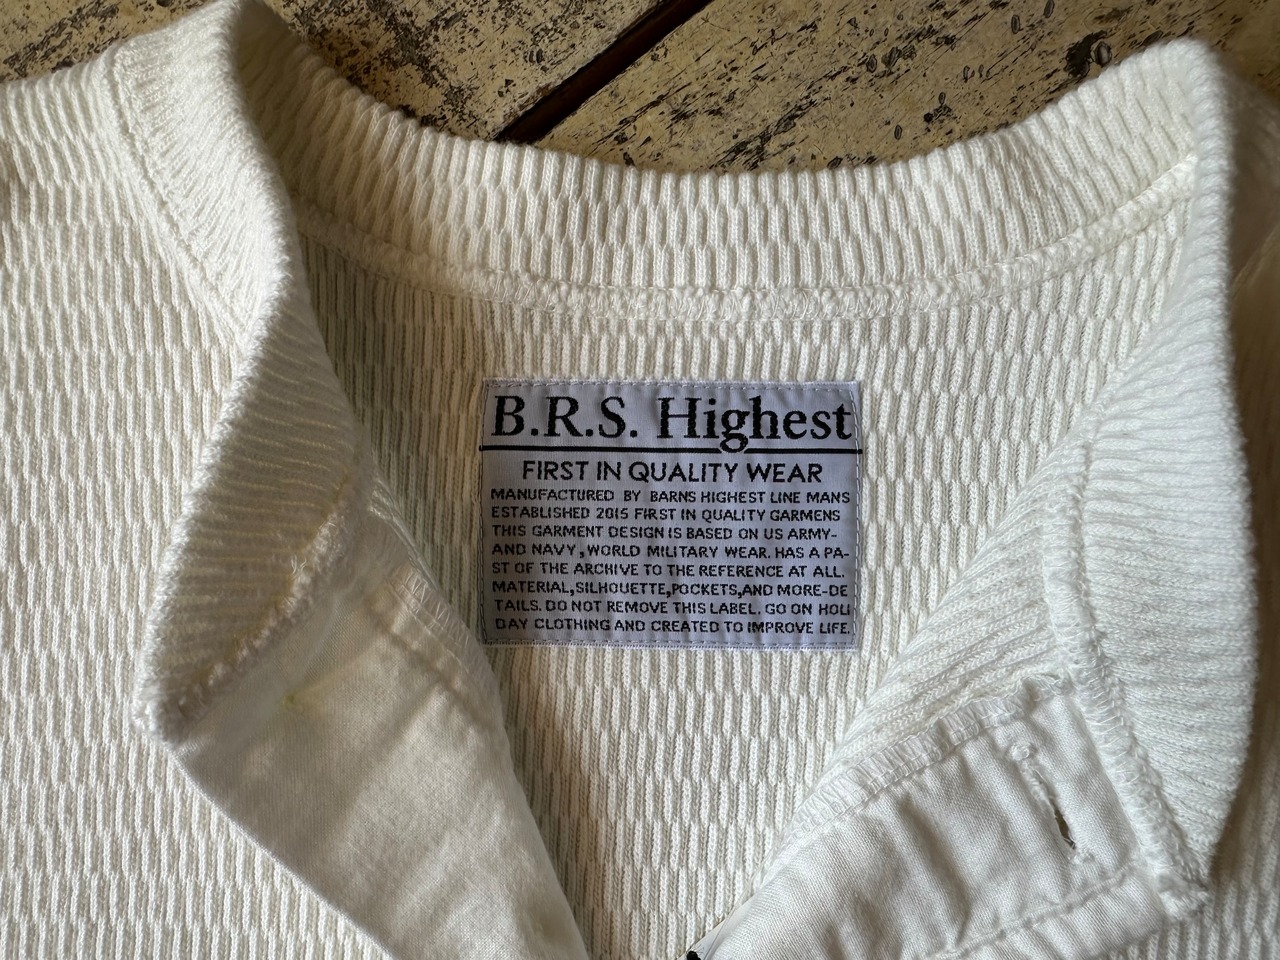 B.R.S. Highest
FIRST IN QUALITY WEAR
MANUFACTURED BY BARNS HIGHEST LINE MANS
ESTABLISHED 2015 FIRST IN QUALITY GARMENS
THIS GARMENT DESIGN IS BASED ON US ARMY-
AND NAVY,WORLD MILITARY WEAR. HAS A PA-
ST OF THE ARCHIVE TO THE REFERENCE AT ALL.
MATERIAL,SILHOUETTE,POCKETS,AND MORE-DE
TAILS. DO NOT REMOVE THIS LABEL. GO ON HOLI
DAY CLOTHING AND CREATED TO IMPROVE LIFE.